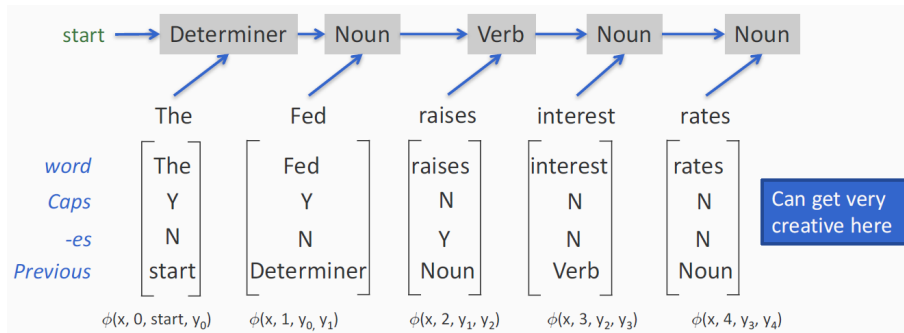 start Determiner Noun Verb Noun Noun
The Fed raises interest rates
word The Fed raises interest rates
Caps Y Y N N N
-es N N Y N N
Previous start Determiner Noun Verb Noun
Can get very
creative here
ϕ(x, 0, start, y₀) ϕ(x, 1, y₀, y₁) ϕ(x, 2, y₁, y₂) ϕ(x, 3, y₂, y₃) ϕ(x, 4, y₃, y₄)